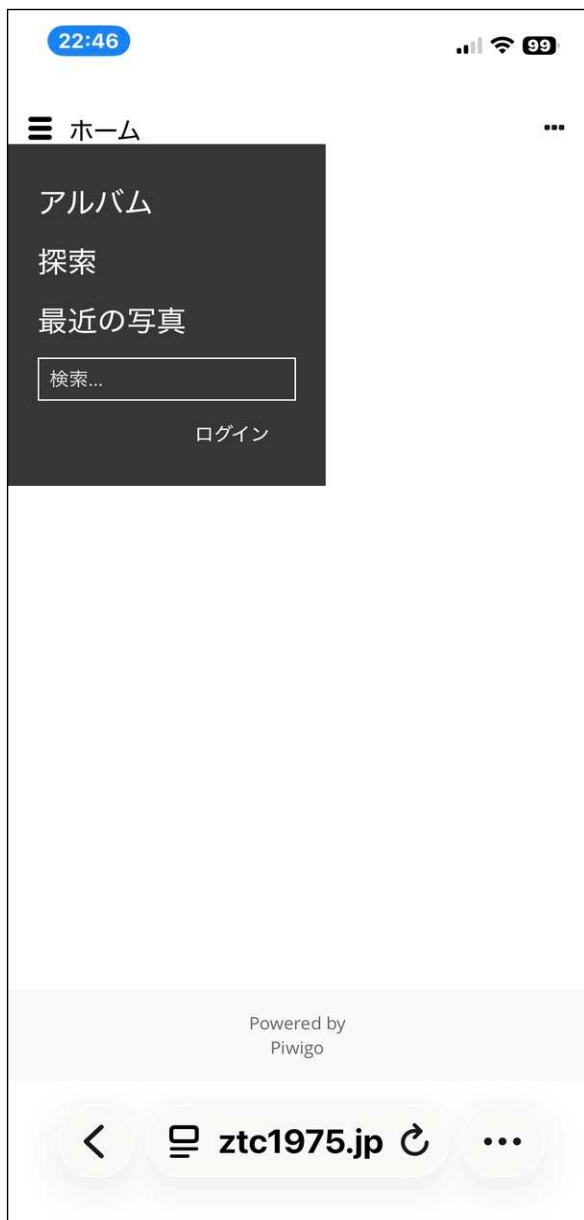 22:46
99
ホーム
アルバム
探索
最近の写真
検索...
ログイン
Powered by
Piwigo
ztc1975.jp